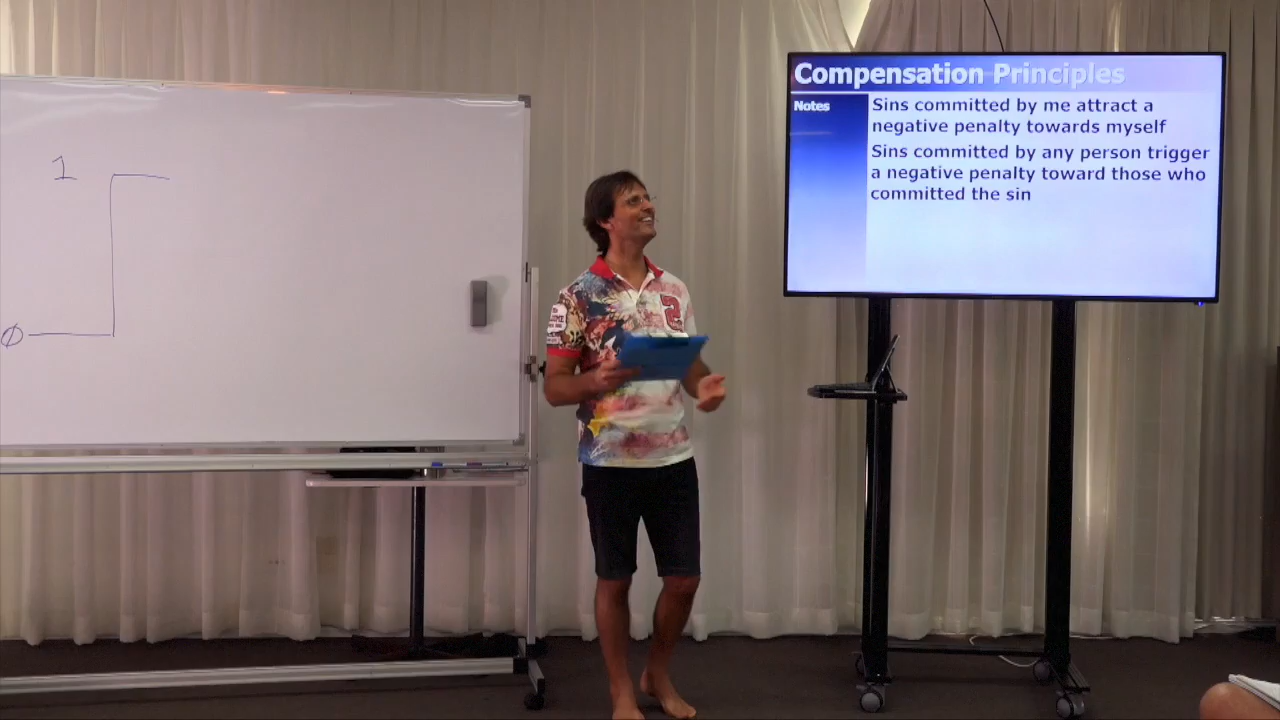 1
Ø
2
Compensation Principles
Notes
Sins committed by me attract a
negative penalty towards myself
Sins committed by any person trigger
a negative penalty toward those who
committed the sin